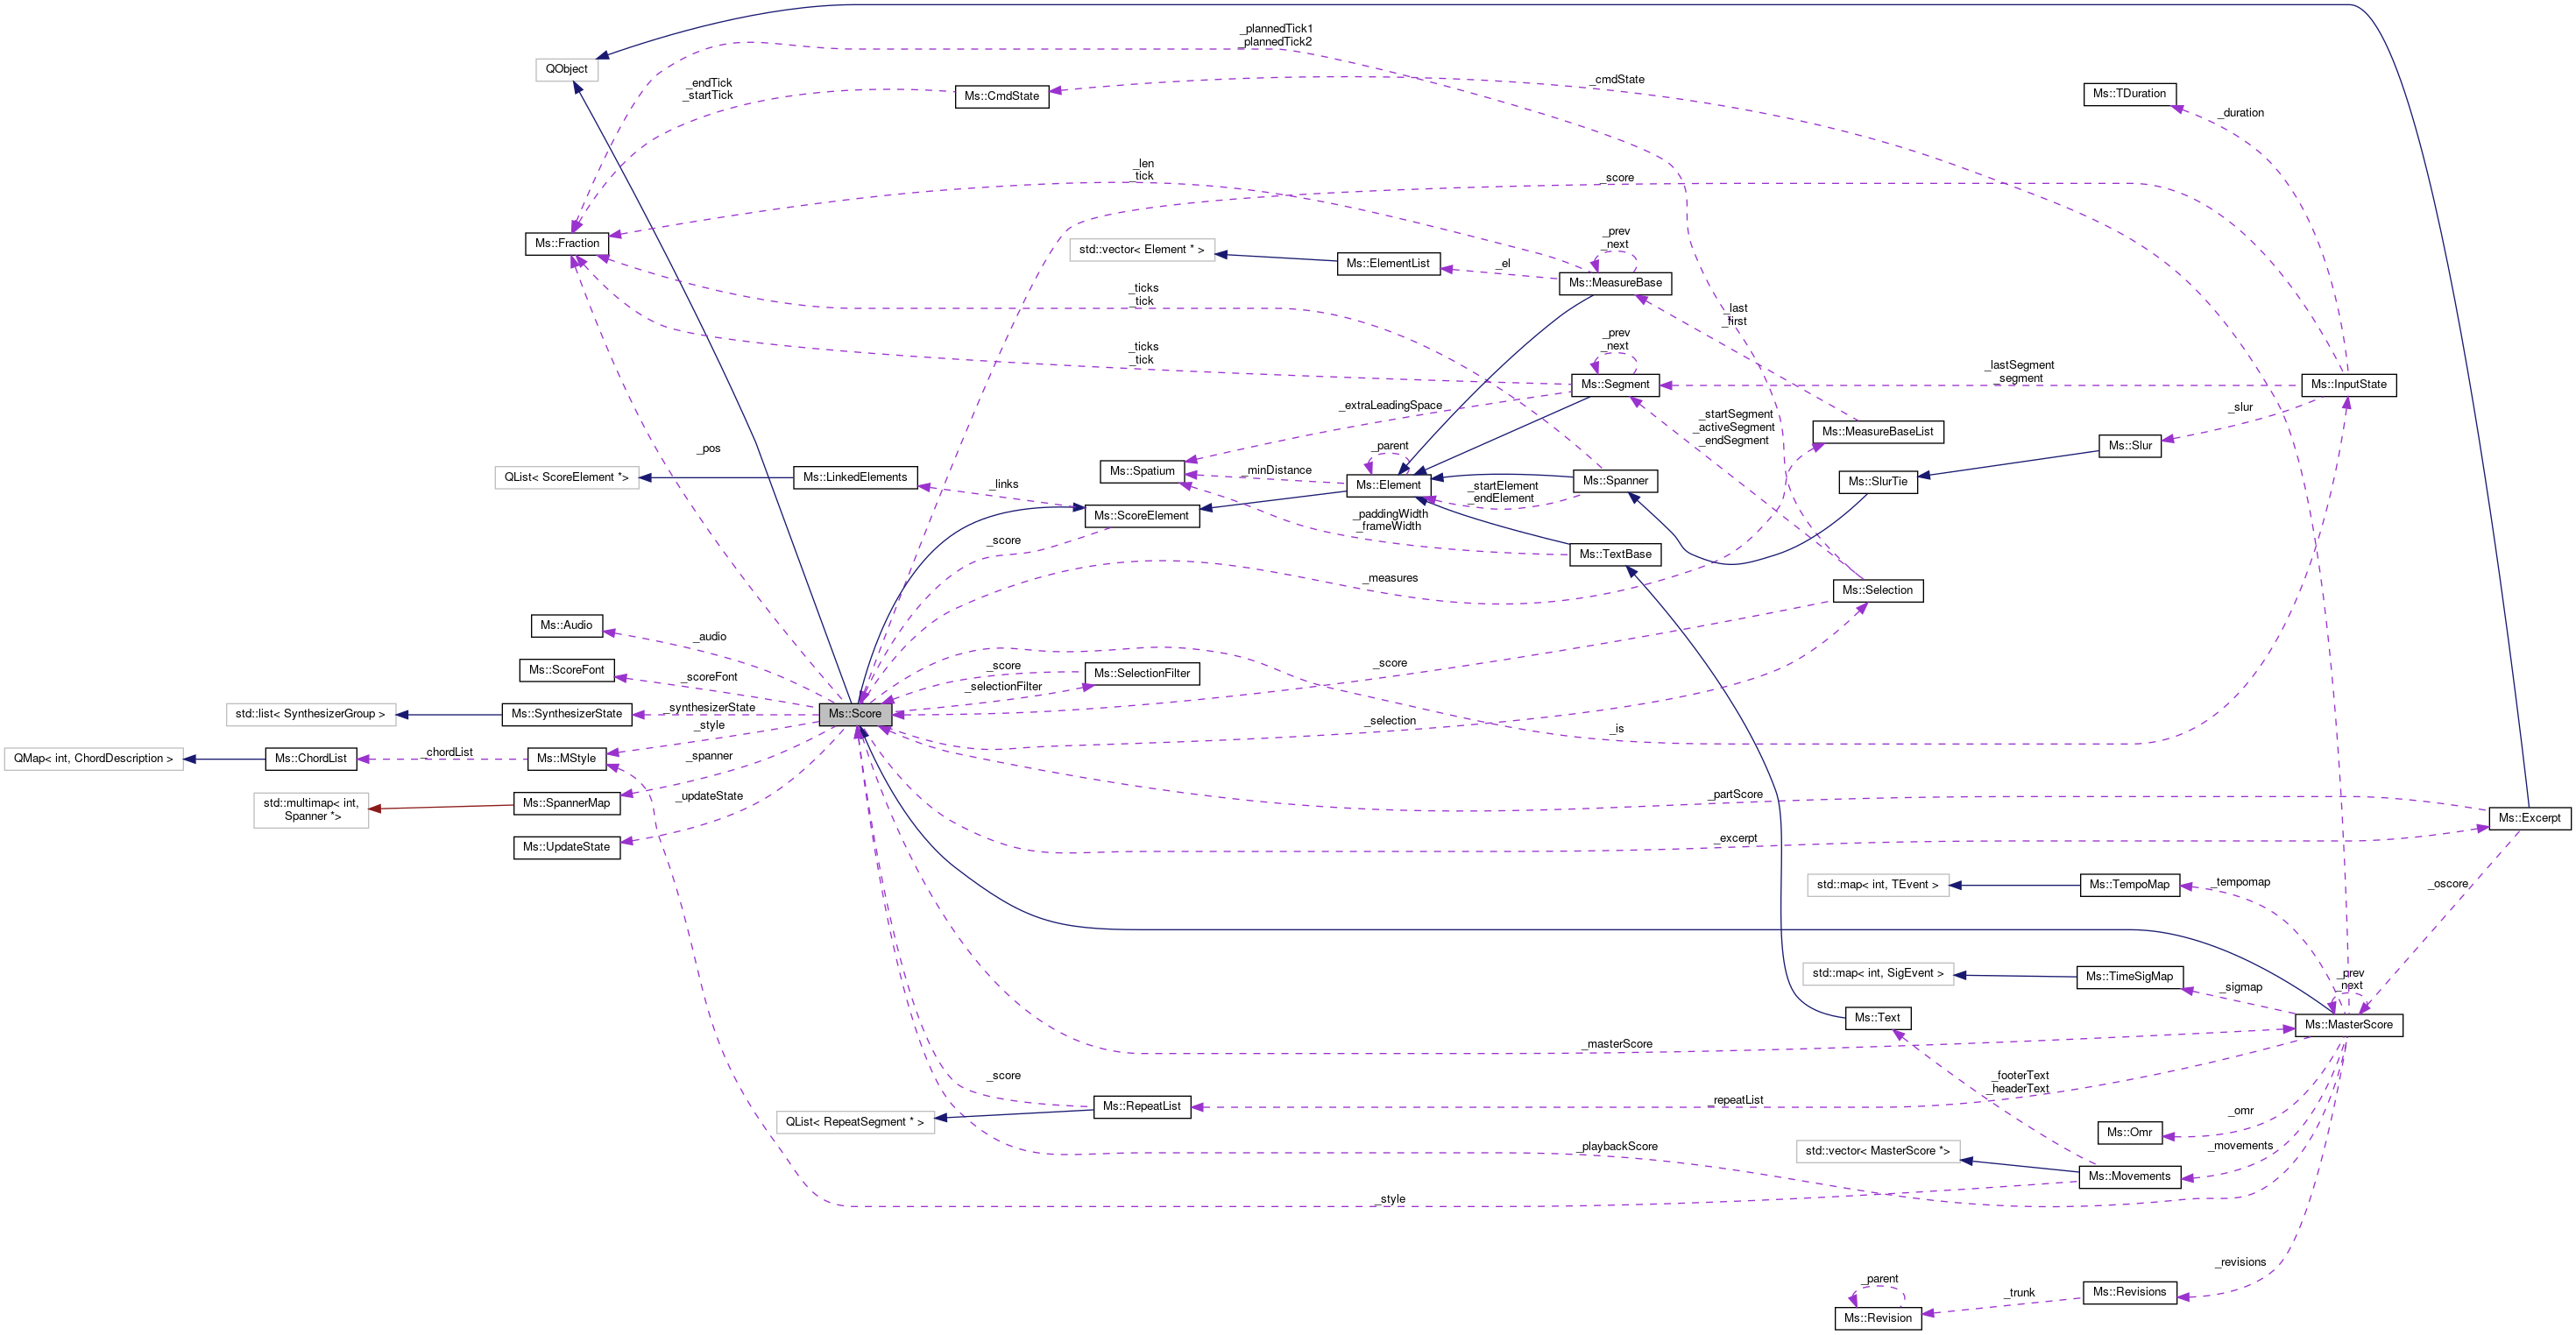 _plannedTick1
_plannedTick2
QObject
_endTick
_startTick
Ms::CmdState
_cmdState
Ms::TDuration
_duration
_len
_tick
_score
Ms::Fraction
std::vector< Element * >
Ms::ElementList
_el
_prev
_next
Ms::MeasureBase
_ticks
_tick
_last
_first
_ticks
_tick
_prev
_next
Ms::Segment
_lastSegment
_segment
Ms::InputState
_extraLeadingSpace
_startSegment
_activeSegment
_endSegment
Ms::MeasureBaseList
_slur
Ms::Slur
_pos
_parent
QList< ScoreElement *>
Ms::LinkedElements
_links
Ms::Spatium
_minDistance
Ms::Element
_startElement
_endElement
Ms::Spanner
Ms::SlurTie
Ms::ScoreElement
_paddingWidth
_frameWidth
_score
Ms::TextBase
_measures
Ms::Selection
Ms::Audio
_audio
Ms::ScoreFont
_scoreFont
_score
_selectionFilter
Ms::SelectionFilter
_score
std::list< SynthesizerGroup >
Ms::SynthesizerState
_synthesizerState
Ms::Score
_style
_selection
_is
QMap< int, ChordDescription >
Ms::ChordList
_chordList
Ms::MStyle
_spanner
std::multimap< int,
Spanner *>
Ms::SpannerMap
_updateState
_partScore
Ms::UpdateState
_excerpt
Ms::Excerpt
std::map< int, TEvent >
Ms::TempoMap
_tempomap
_oscore
std::map< int, SigEvent >
Ms::TimeSigMap
_sigmap
_prev
_next
Ms::Text
Ms::MasterScore
_masterScore
_score
_footerText
_headerText
QList< RepeatSegment * >
Ms::RepeatList
_repeatList
Ms::Omr
_omr
_playbackScore
std::vector< MasterScore *>
_movements
Ms::Movements
_style
_revisions
_parent
Ms::Revision
_trunk
Ms::Revisions